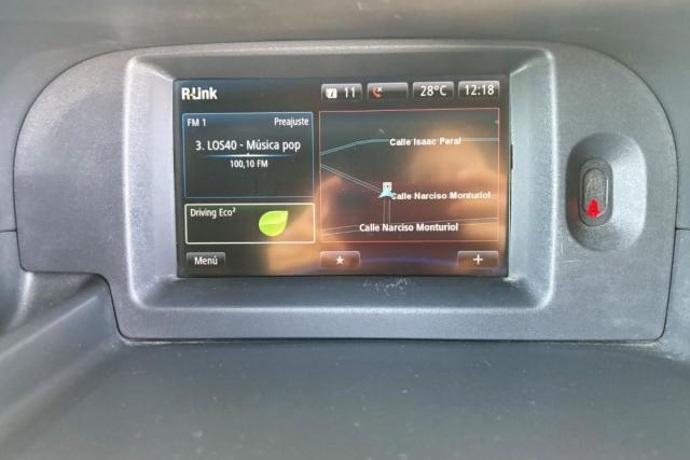 R-Link
11
28°C
12:18
FM 1
Preajuste
3. LOS40 - Música pop
100,10 FM
Calle Isaac Peral
Calle Narciso Monturiol
Calle Narciso Monturiol
Driving Eco²
Menú